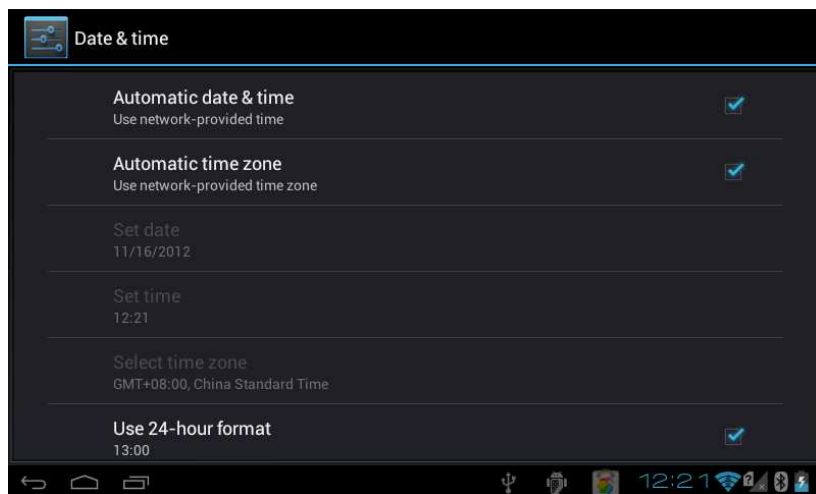 Date & time
Automatic date & time
Use network-provided time
Automatic time zone
Use network-provided time zone
Set date
11/16/2012
Set time
12:21
Select time zone
GMT+08:00, China Standard Time
Use 24-hour format
13:00
12:21